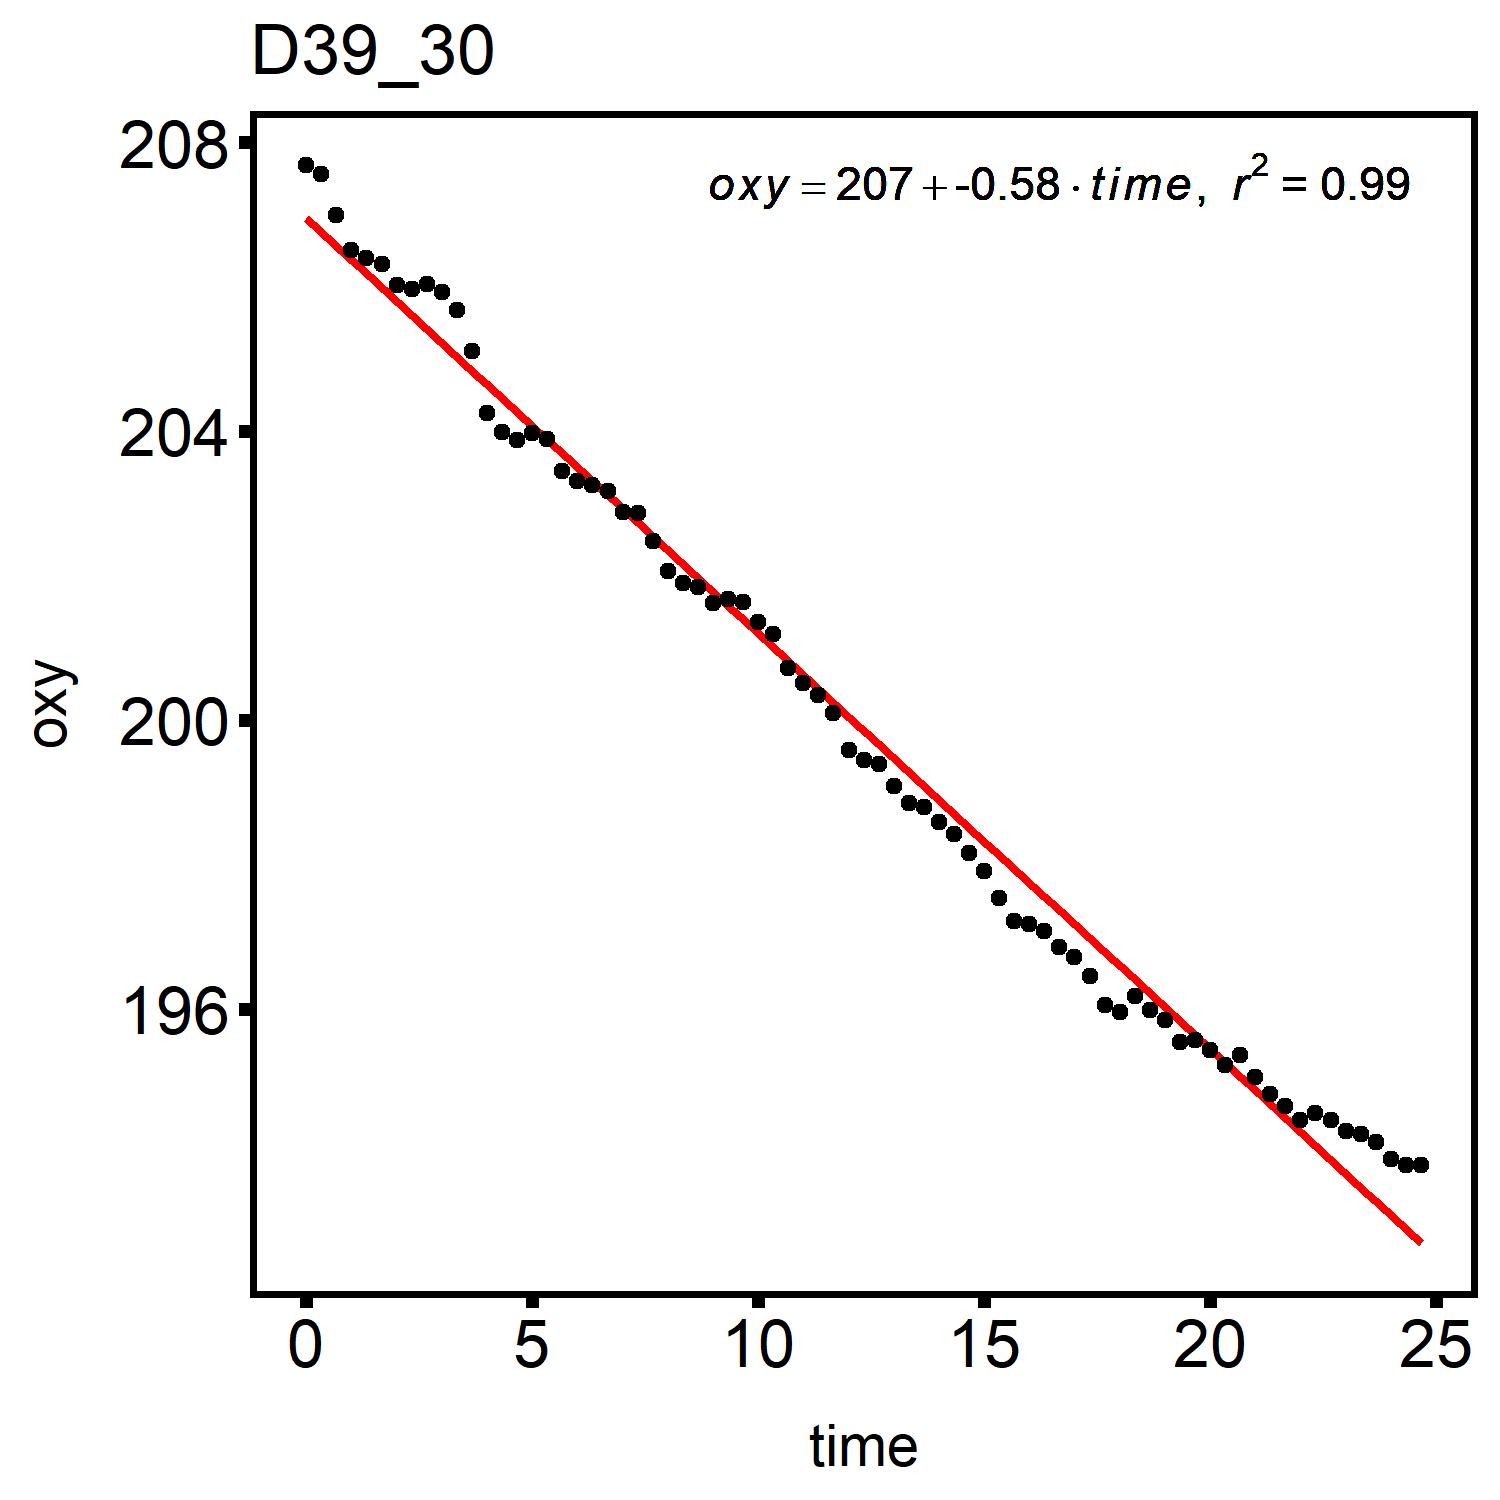 D39_30
oxy = 207 + -0.58 · time, r² = 0.99
208
204
200
196
oxy
0 5 10 15 20 25
time